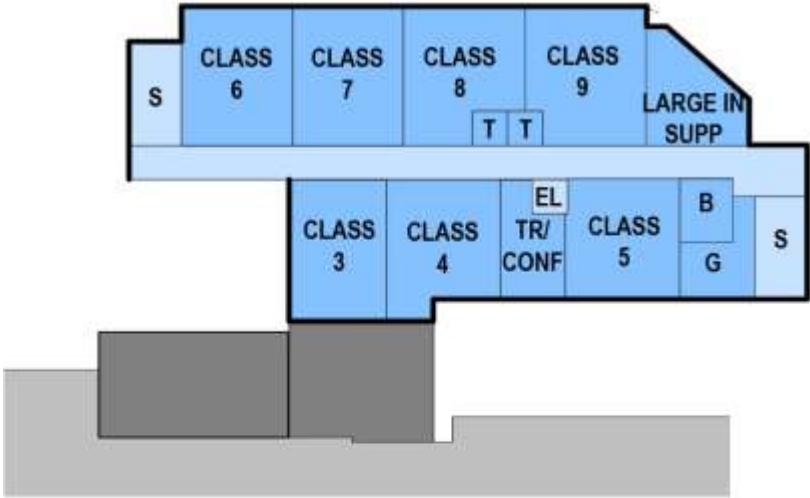 S
CLASS
6
CLASS
7
CLASS
8
CLASS
9
T
T
LARGE IN
SUPP
CLASS
3
CLASS
4
EL
TR/
CONF
CLASS
5
B
G
S